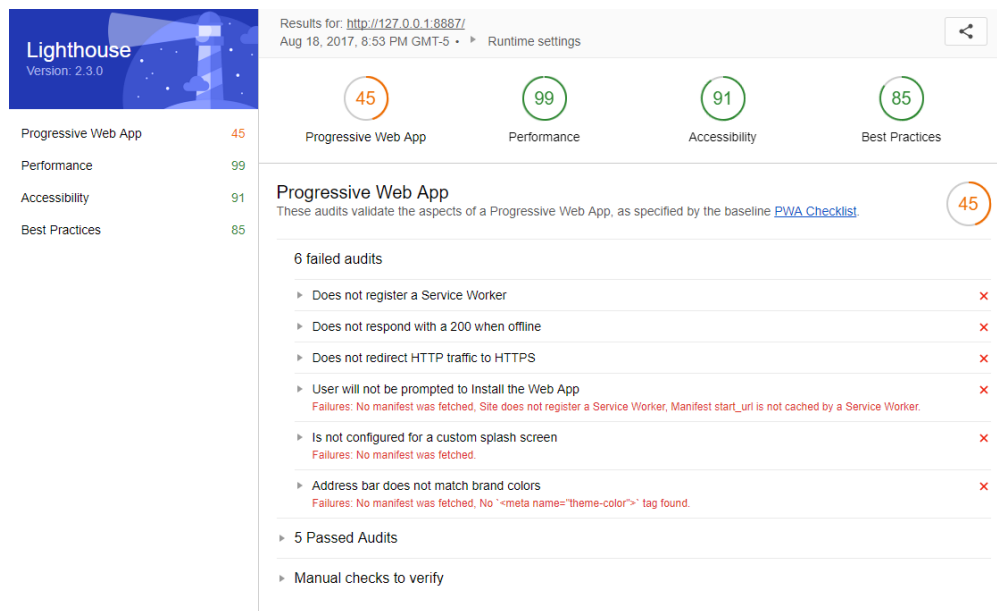 Lighthouse
Version: 2.3.0
Progressive Web App 45
Performance 99
Accessibility 91
Best Practices 85
Results for: http://127.0.0.1:8887/
Aug 18, 2017, 8:53 PM GMT-5 • Runtime settings
45 99 91 85
Progressive Web App Performance Accessibility Best Practices
Progressive Web App
These audits validate the aspects of a Progressive Web App, as specified by the baseline PWA Checklist.
45
6 failed audits
Does not register a Service Worker
Does not respond with a 200 when offline
Does not redirect HTTP traffic to HTTPS
User will not be prompted to Install the Web App
Failures: No manifest was fetched, Site does not register a Service Worker, Manifest start_url is not cached by a Service Worker.
Is not configured for a custom splash screen
Failures: No manifest was fetched.
Address bar does not match brand colors
Failures: No manifest was fetched, No `<meta name="theme-color">` tag found.
5 Passed Audits
Manual checks to verify